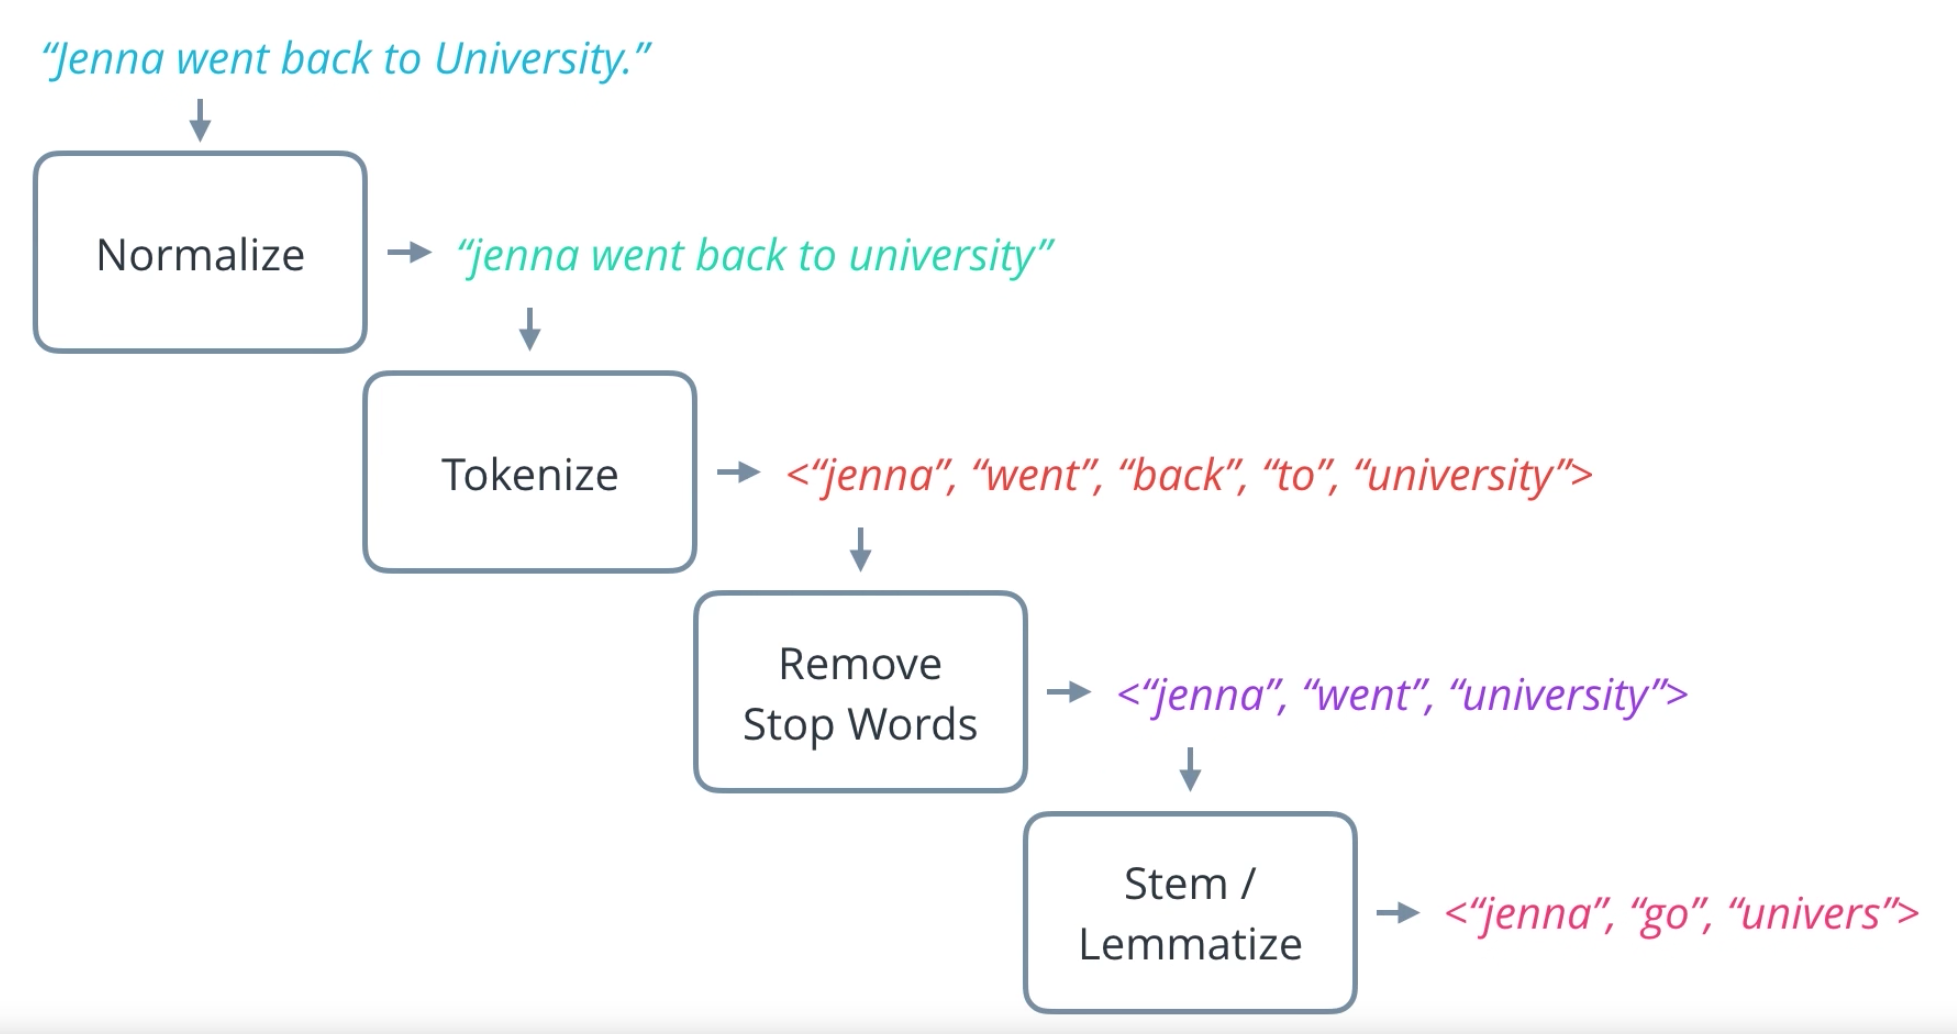 “Jenna went back to University.”
Normalize
“jenna went back to university”
Tokenize
<“jenna”, “went”, “back”, “to”, “university”>
Remove
Stop Words
<“jenna”, “went”, “university”>
Stem /
Lemmatize
<“jenna”, “go”, “univers”>